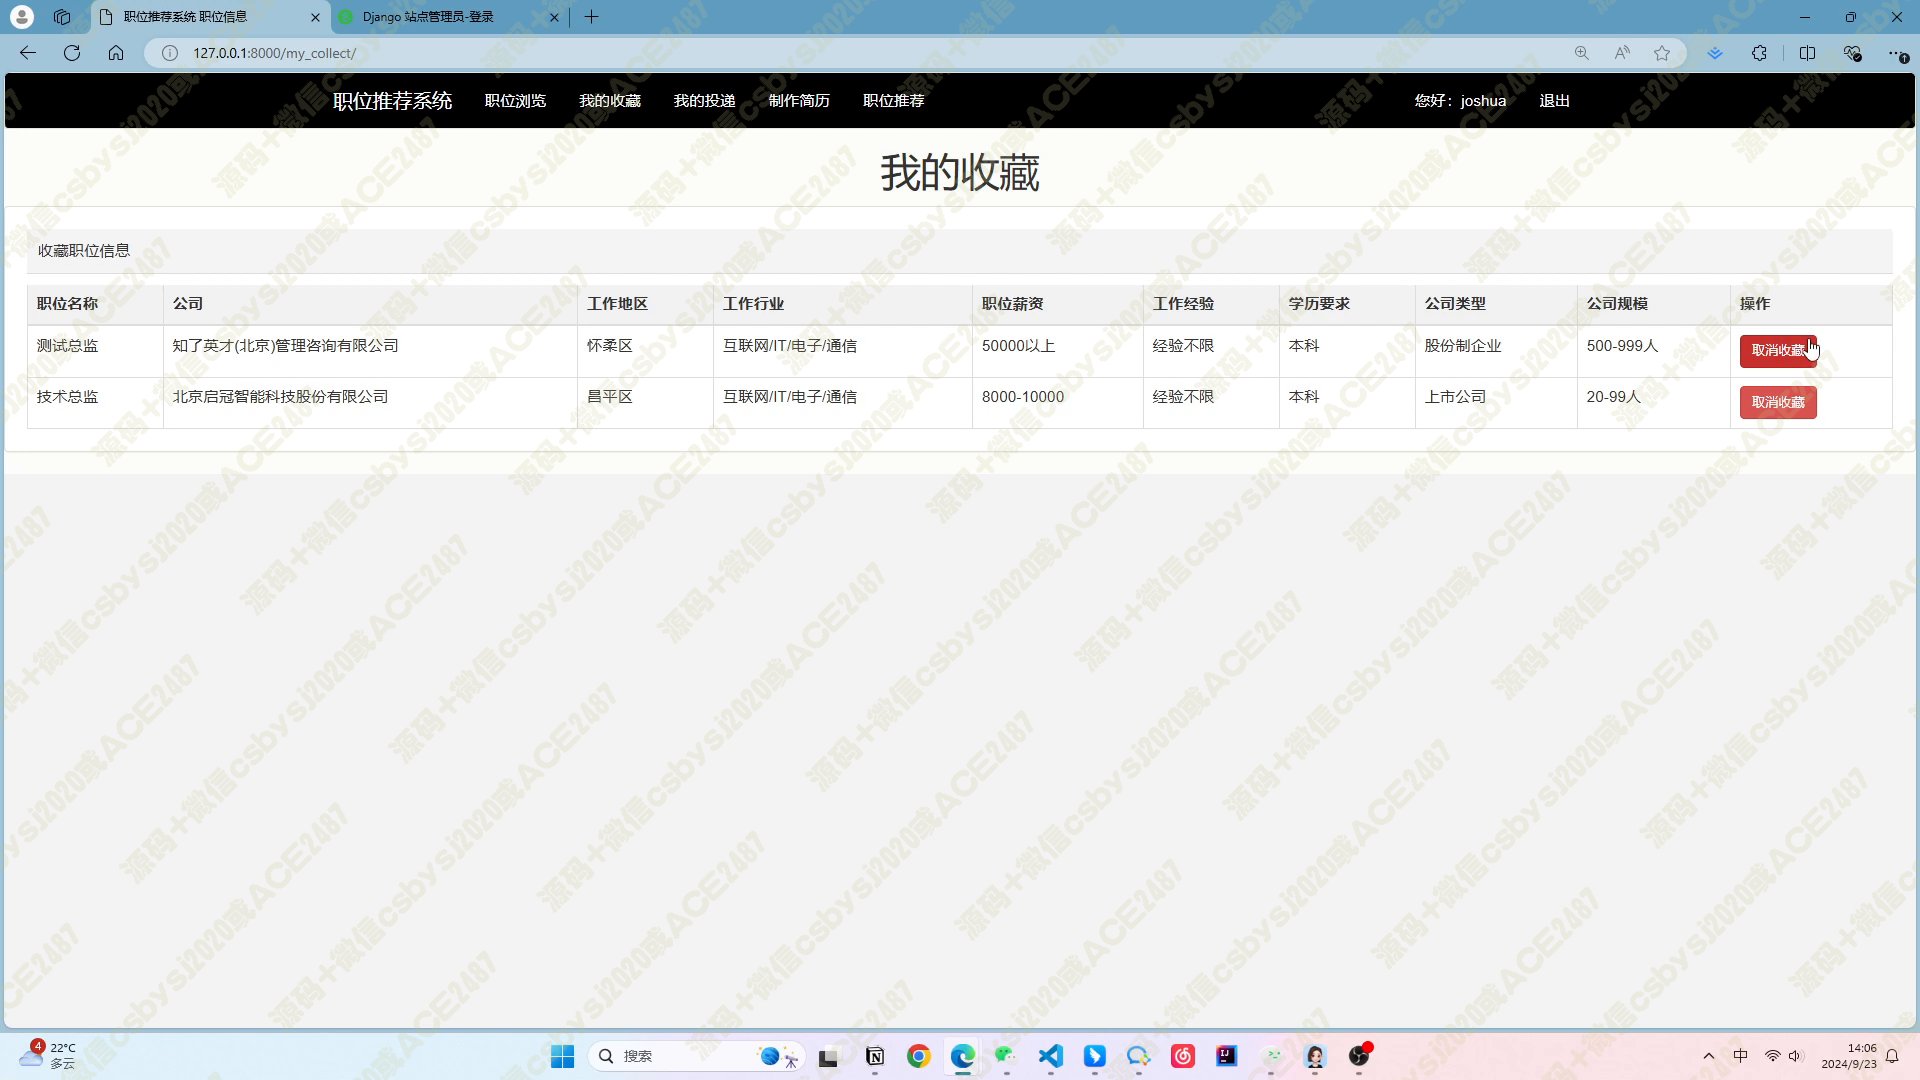 职位推荐系统 职位信息
Django 站点管理员-登录
127.0.0.1:8000/my_collect/
职位推荐系统 职位浏览 我的收藏 我的投递 制作简历 职位推荐 您好：joshua 退出
我的收藏
收藏职位信息
职位名称 公司 工作地区 工作行业 职位薪资 工作经验 学历要求 公司类型 公司规模 操作
测试总监 知了英才(北京)管理咨询有限公司 怀柔区 互联网/IT/电子/通信 50000以上 经验不限 本科 股份制企业 500-999人 取消收藏
技术总监 北京启冠智能科技股份有限公司 昌平区 互联网/IT/电子/通信 8000-10000 经验不限 本科 上市公司 20-99人 取消收藏
源码+微信csbysj2020或ACE2487
4
22°C
多云
搜索
中
14:06
2024/9/23